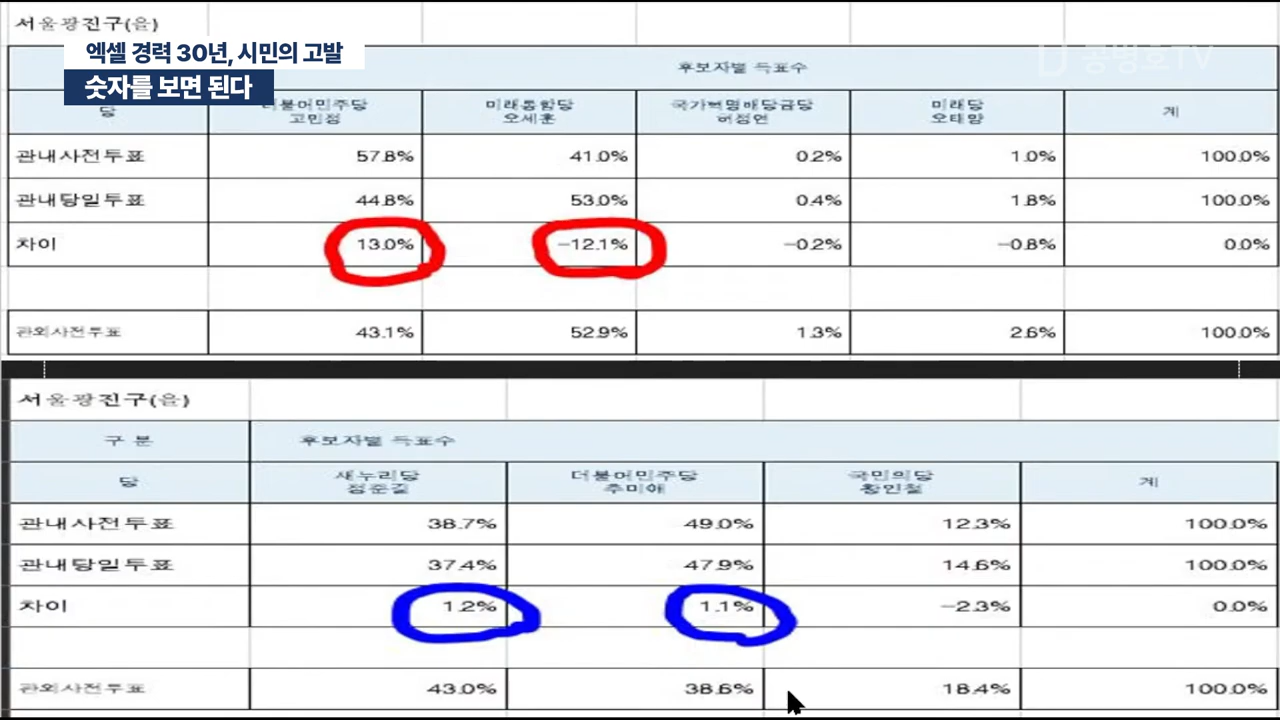 서울광진구(을)
엑셀 경력 30년, 시민의 고발
숫자를 보면 된다
공병호TV
후보자별 득표수
당 더불어민주당 미래통합당 국가혁명배당금당 미래당 계
고민정 오세훈 허정연 오태양
관내사전투표 57.8% 41.0% 0.2% 1.0% 100.0%
관내당일투표 44.8% 53.0% 0.4% 1.8% 100.0%
차이 13.0% -12.1% -0.2% -0.8% 0.0%
관외사전투표 43.1% 52.9% 1.3% 2.6% 100.0%
서울광진구(을)
구 분 후보자별 득표수
당 새누리당 더불어민주당 국민의당 계
정준길 추미애 황인철
관내사전투표 38.7% 49.0% 12.3% 100.0%
관내당일투표 37.4% 47.9% 14.6% 100.0%
차이 1.2% 1.1% -2.3% 0.0%
관외사전투표 43.0% 38.6% 18.4% 100.0%